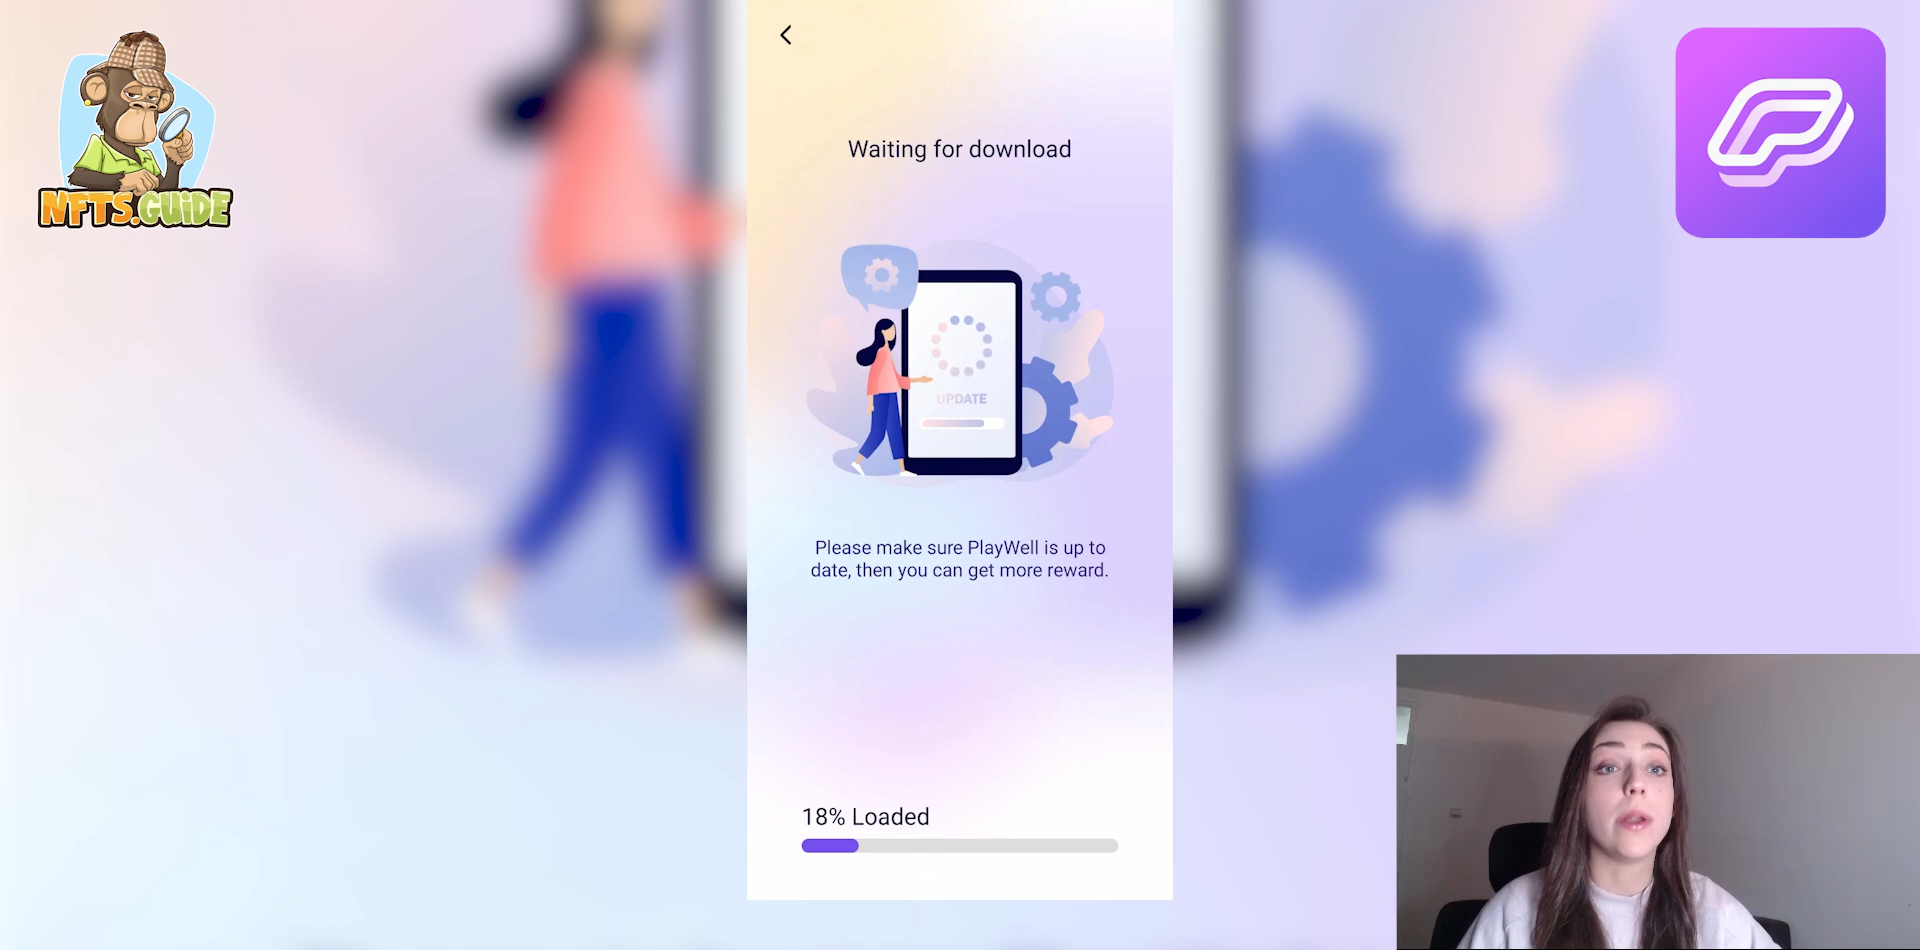 NFTS.GUiDE
Waiting for download
UPDATE
Please make sure PlayWell is up to
date, then you can get more reward.
18% Loaded